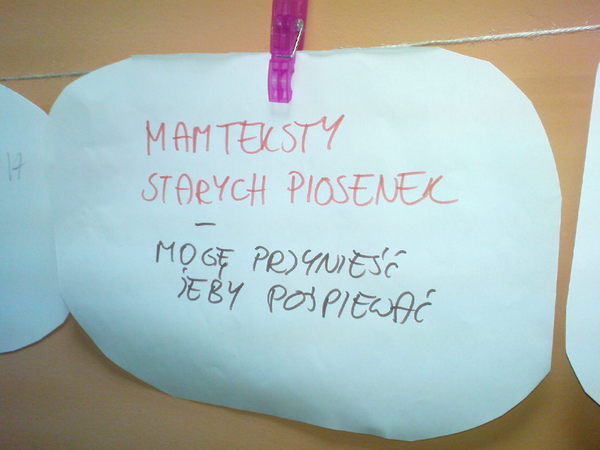 MAM TEKSTY
STARYCH PIOSENEK
—
MOGĘ PRZYNIEŚĆ
ŻEBY POŚPIEWAĆ
17